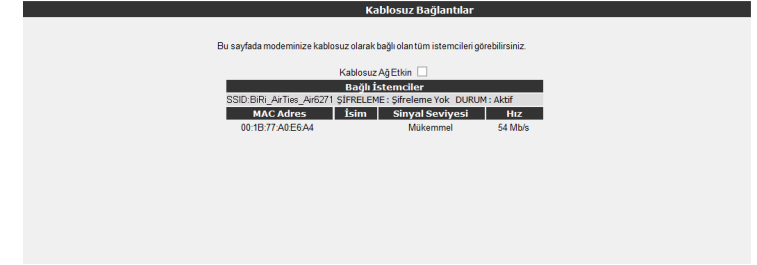 Kablosuz Bağlantılar
Bu sayfada modeminize kablosuz olarak bağlı olan tüm istemcileri görebilirsiniz.
Kablosuz Ağ Etkin
Bağlı İstemciler
SSID:BiRi_AirTies_Air6271 ŞİFRELEME : Şifreleme Yok DURUM : Aktif
MAC Adres İsim Sinyal Seviyesi Hız
00:1B:77:A0:E6:A4 Mükemmel 54 Mb/s